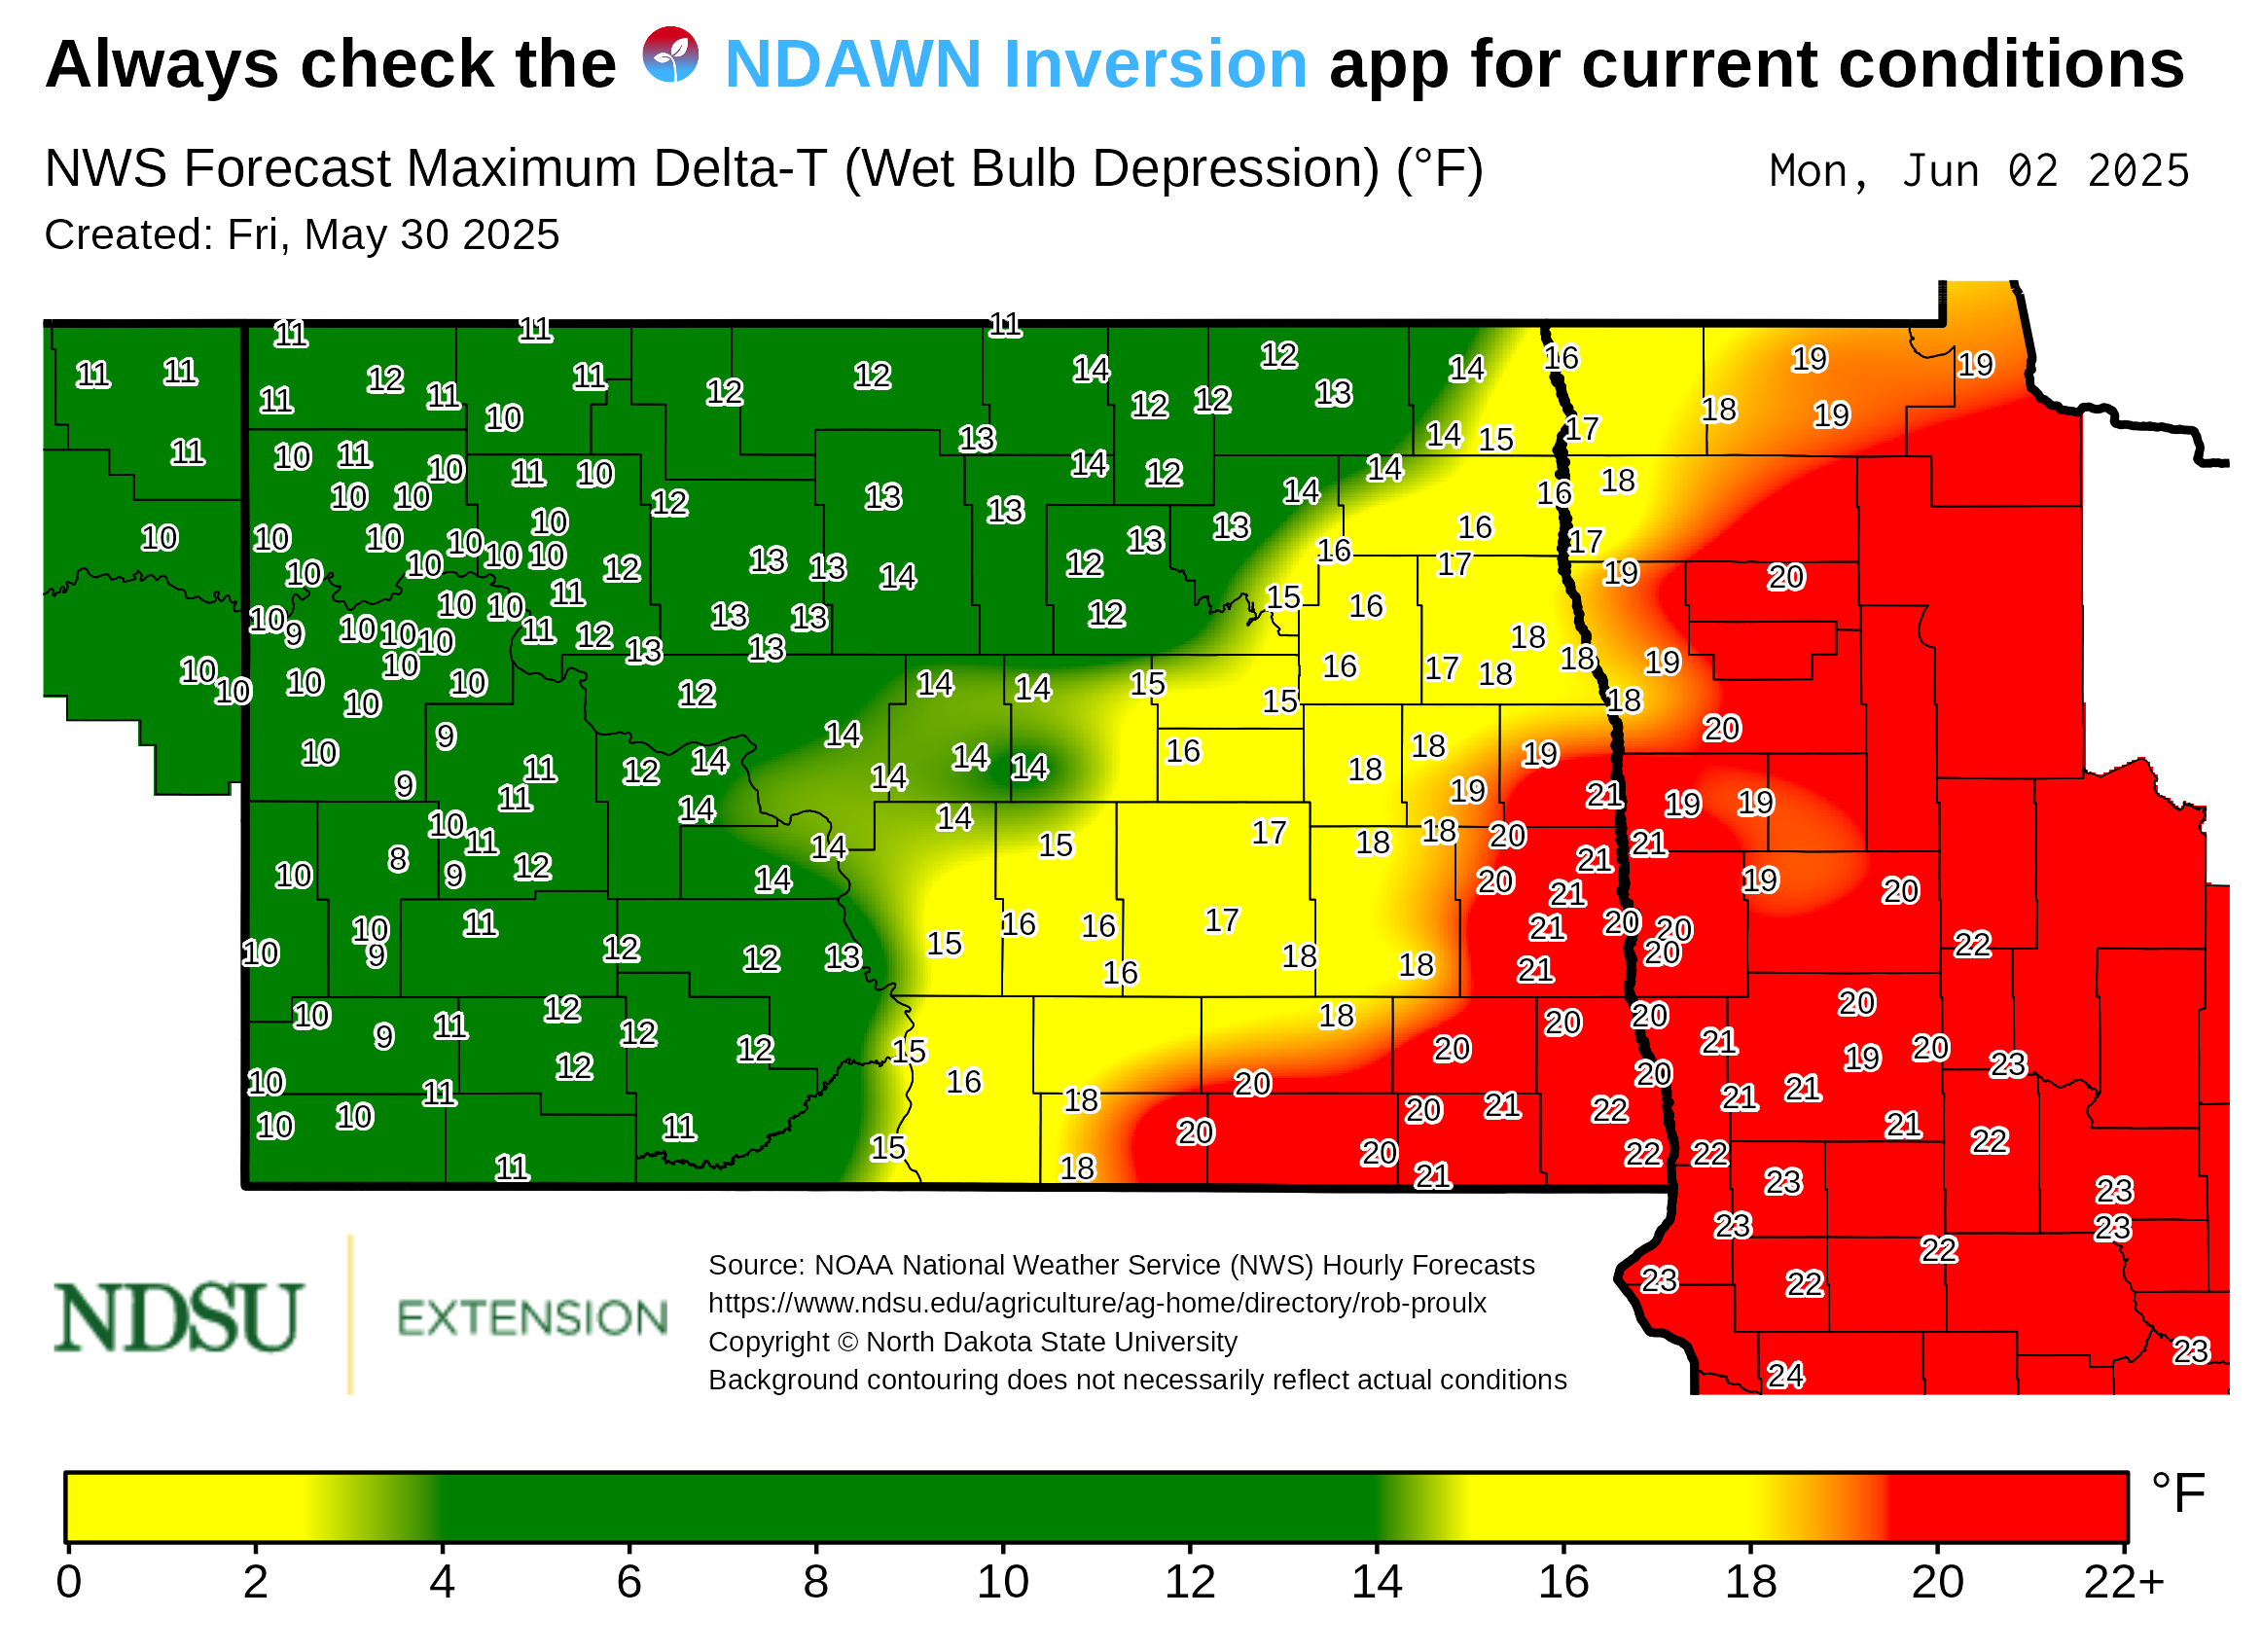 Always check the NDAWN Inversion app for current conditions
NWS Forecast Maximum Delta-T (Wet Bulb Depression) (°F) Mon, Jun 02 2025
Created: Fri, May 30 2025
11 11 11
12 14 16 19 19
11 11 12 11 12 12 14
11 12 11 10 12 12 13 18 19
11 10 11 10 11 10 13 14 12 14 15 17
10 10 12 13 13 14 14 16 18
10 10 10 10 10 10 10 12 13 13 14 13 12 13 16 16 17 17 19 20
10 10 11 12 15 16
10 9 10 10 10 10 10 11 12 13 13 13 13 12 18 18 19
10 10 10 10 10 10 12 14 14 15 15 16 17 18 18
9 10 14 14 14 16 18 18 19 20
9 11 11 12 14 14 14 14 18 19 21 19 19
10 11 8 9 12 14 14 15 17 18 18 20 21 21
10 14 20 21 19 20
10 10 9 11 12 12 13 15 16 16 17 18 18 21 20 20 20 22
10 9 11 12 12 12 16 21 18 20 20 21 20
10 12 15 16 20 20 20 19 20 23
10 10 11 11 15 18 20 20 21 22 21 21 21 22
11 18 20 21 22 22 23 23
23 23 22
23 22
24 23
NDSU EXTENSION
Source: NOAA National Weather Service (NWS) Hourly Forecasts
https://www.ndsu.edu/agriculture/ag-home/directory/rob-proulx
Copyright © North Dakota State University
Background contouring does not necessarily reflect actual conditions
°F
0 2 4 6 8 10 12 14 16 18 20 22+